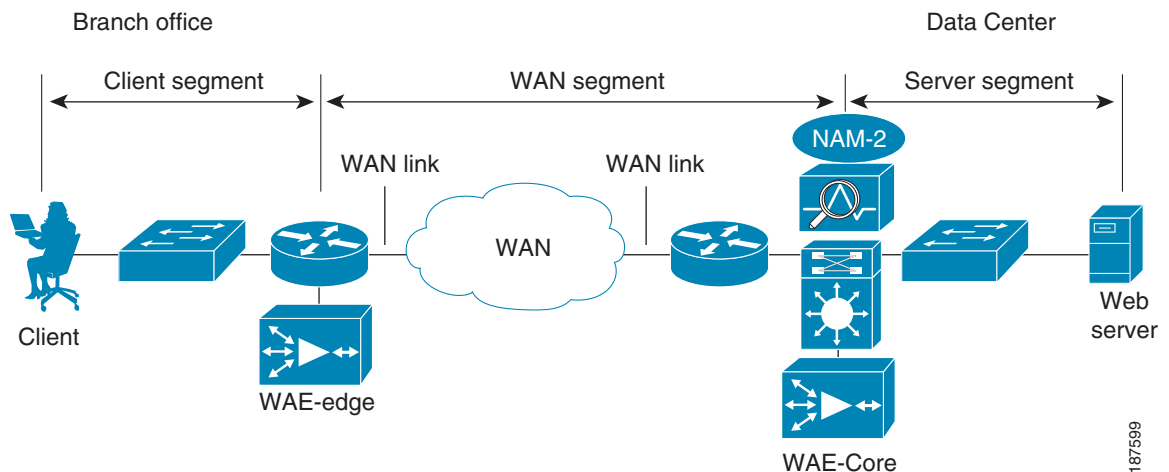 Branch office
Data Center
Client segment
WAN segment
Server segment
NAM-2
WAN link
WAN link
WAN
Client
Web
server
WAE-edge
WAE-Core
187599